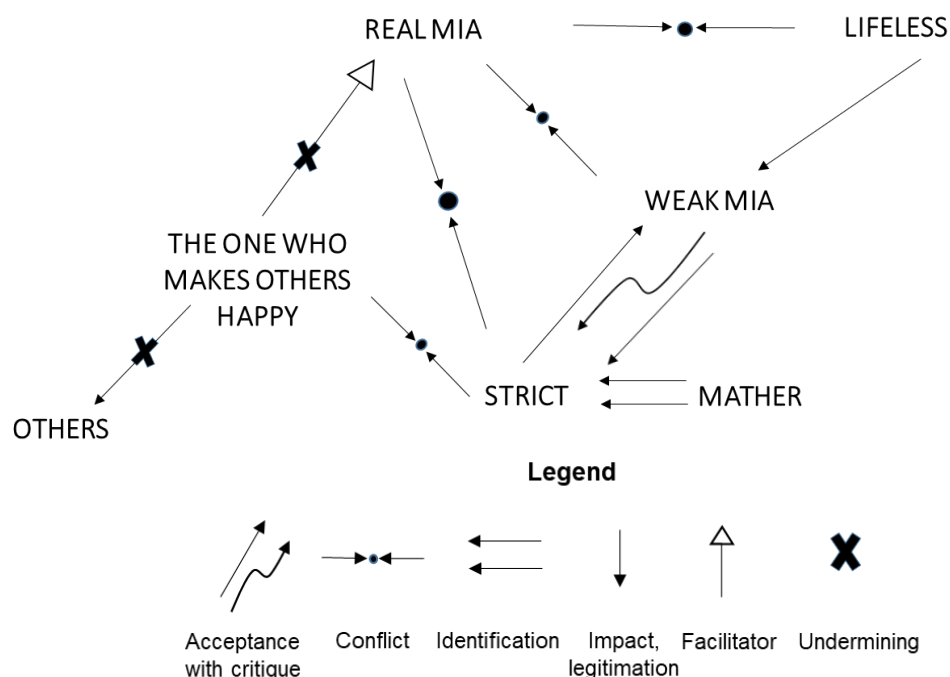 REAL MIA
LIFELESS
WEAK MIA
THE ONE WHO
MAKES OTHERS
HAPPY
STRICT
MATHER
OTHERS
Legend
Acceptance
with critique
Conflict
Identification
Impact,
legitimation
Facilitator
Undermining